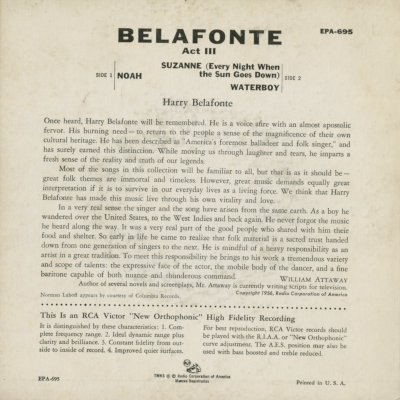 BELAFONTE
EPA-695
Act III
SIDE 1
NOAH
SUZANNE (Every Night When
the Sun Goes Down)
WATERBOY
SIDE 2
Harry Belafonte
Once heard, Harry Belafonte will be remembered. He is a voice afire with an almost apostolic
fervor. His burning need—to return to the people a sense of the magnificence of their own
cultural heritage. He has been described as "America's foremost balladeer and folk singer," and
has surely earned this distinction. While moving us through laughter and tears, he imparts a
fresh sense of the reality and truth of our legends.
Most of the songs in this collection will be familiar to all, but that is as it should be—
great folk themes are immortal and timeless. However, great music demands equally great
interpretation if it is to survive in our everyday lives as a living force. We think that Harry
Belafonte has made this music live through his own vitality and love.
In a very real sense the singer and the song have arisen from the same earth. As a boy he
wandered over the United States, to the West Indies and back again. He never forgot the music
he heard along the way. It was a very real part of the good people who shared with him their
food and shelter. So early in life he came to realize that folk material is a sacred trust handed
down from one generation of singers to the next. He is mindful of a heavy responsibility as an
artist in a great tradition. To meet this responsibility he brings to his work a tremendous variety
and scope of talents: the expressive face of the actor, the mobile body of the dancer, and a fine
baritone capable of both nuance and thunderous command.
WILLIAM ATTAWAY
Author of several novels and screenplays, Mr. Attaway is currently writing scripts for television.
Norman Luboff appears by courtesy of Columbia Records.
Copyright 1956, Radio Corporation of America
This Is an RCA Victor "New Orthophonic" High Fidelity Recording
It is distinguished by these characteristics: 1. Com-
plete frequency range. 2. Ideal dynamic range plus
clarity and brilliance. 3. Constant fidelity from out-
side to inside of record. 4. Improved quiet surfaces.
For best reproduction, RCA Victor records should
be played with the R.I.A.A. or "New Orthophonic"
curve adjustment. The A.E.S. position may also be
used with bass boosted and treble reduced.
EPA-695
TMKS ® © Radio Corporation of America
Marcas Registradas
Printed in U. S. A.